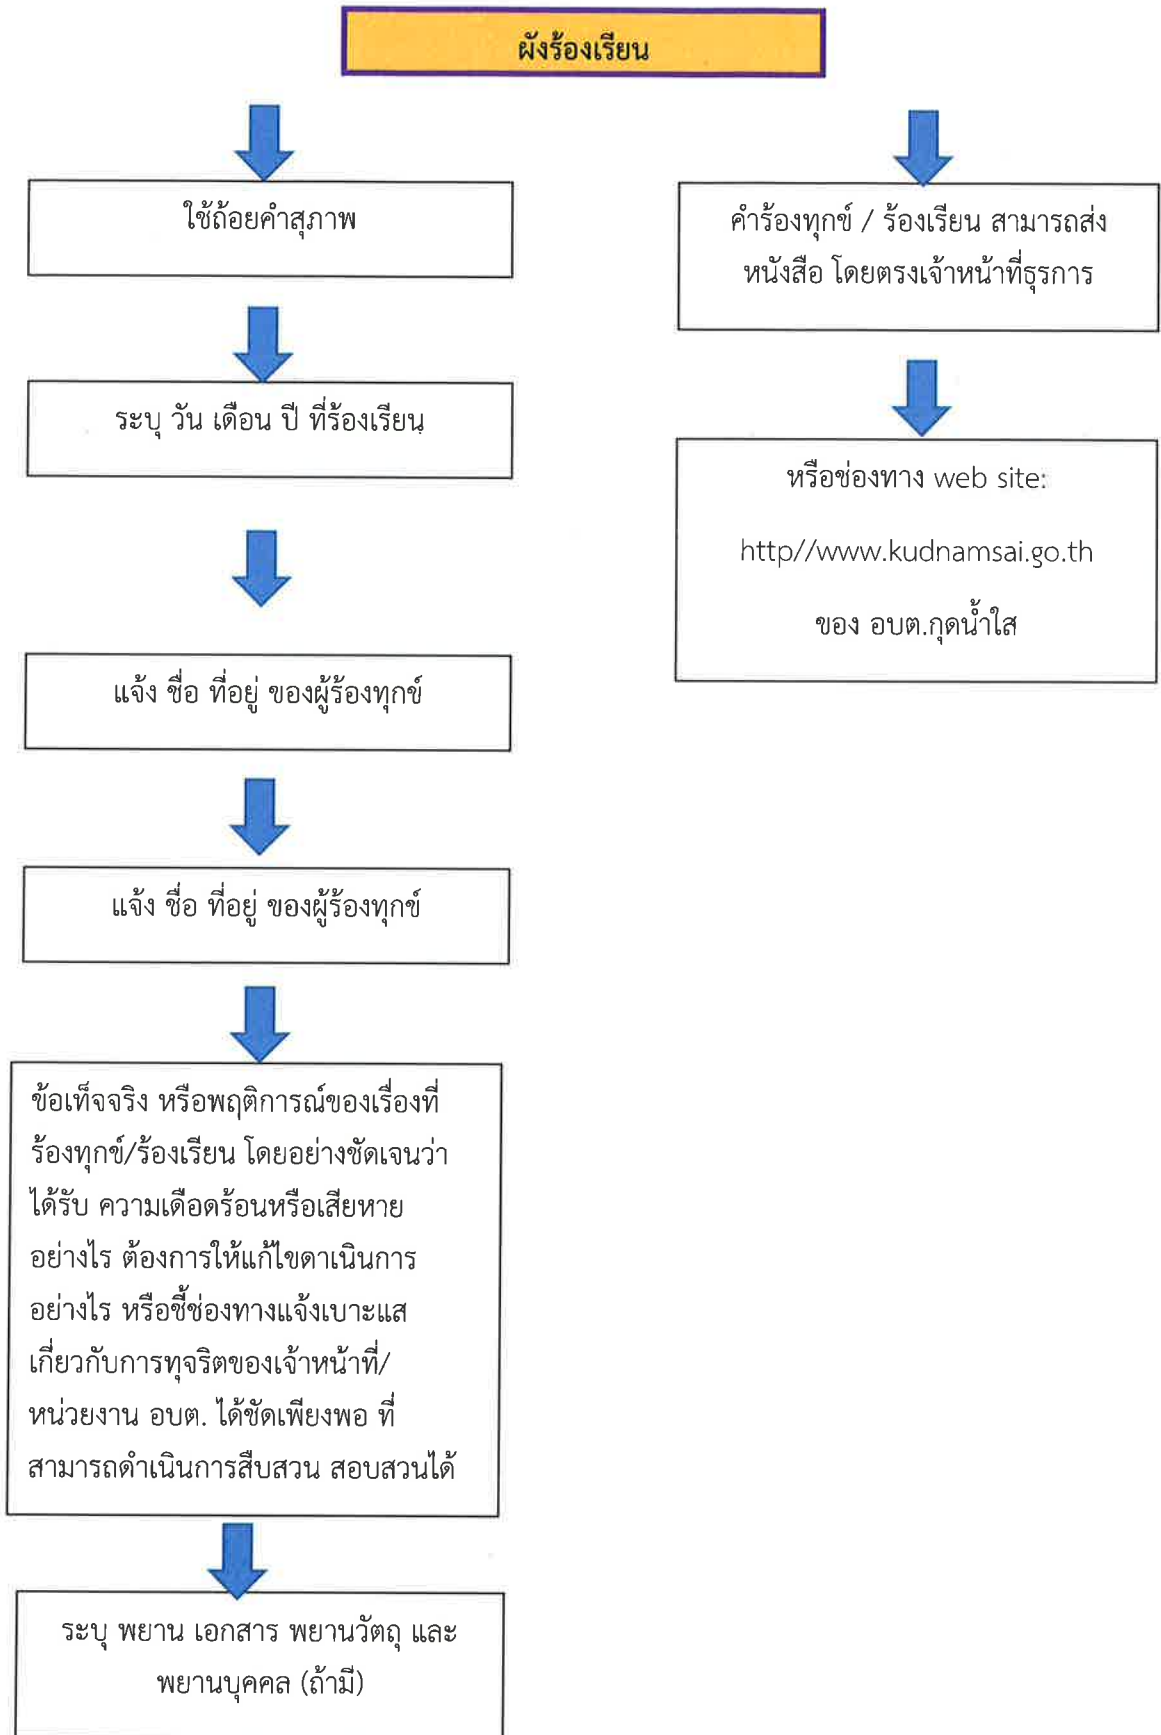 ผังร้องเรียน
ใช้ถ้อยคำสุภาพ
ระบุ วัน เดือน ปี ที่ร้องเรียน
แจ้ง ชื่อ ที่อยู่ ของผู้ร้องทุกข์
แจ้ง ชื่อ ที่อยู่ ของผู้ร้องทุกข์
ข้อเท็จจริง หรือพฤติการณ์ของเรื่องที่
ร้องทุกข์/ร้องเรียน โดยอย่างชัดเจนว่า
ได้รับ ความเดือดร้อนหรือเสียหาย
อย่างไร ต้องการให้แก้ไขดาเนินการ
อย่างไร หรือชี้ช่องทางแจ้งเบาะแส
เกี่ยวกับการทุจริตของเจ้าหน้าที่/
หน่วยงาน อบต. ได้ชัดเพียงพอ ที่
สามารถดำเนินการสืบสวน สอบสวนได้
ระบุ พยาน เอกสาร พยานวัตถุ และ
พยานบุคคล (ถ้ามี)
คำร้องทุกข์ / ร้องเรียน สามารถส่ง
หนังสือ โดยตรงเจ้าหน้าที่ธุรการ
หรือช่องทาง web site:
http//www.kudnamsai.go.th
ของ อบต.กุดน้ำใส